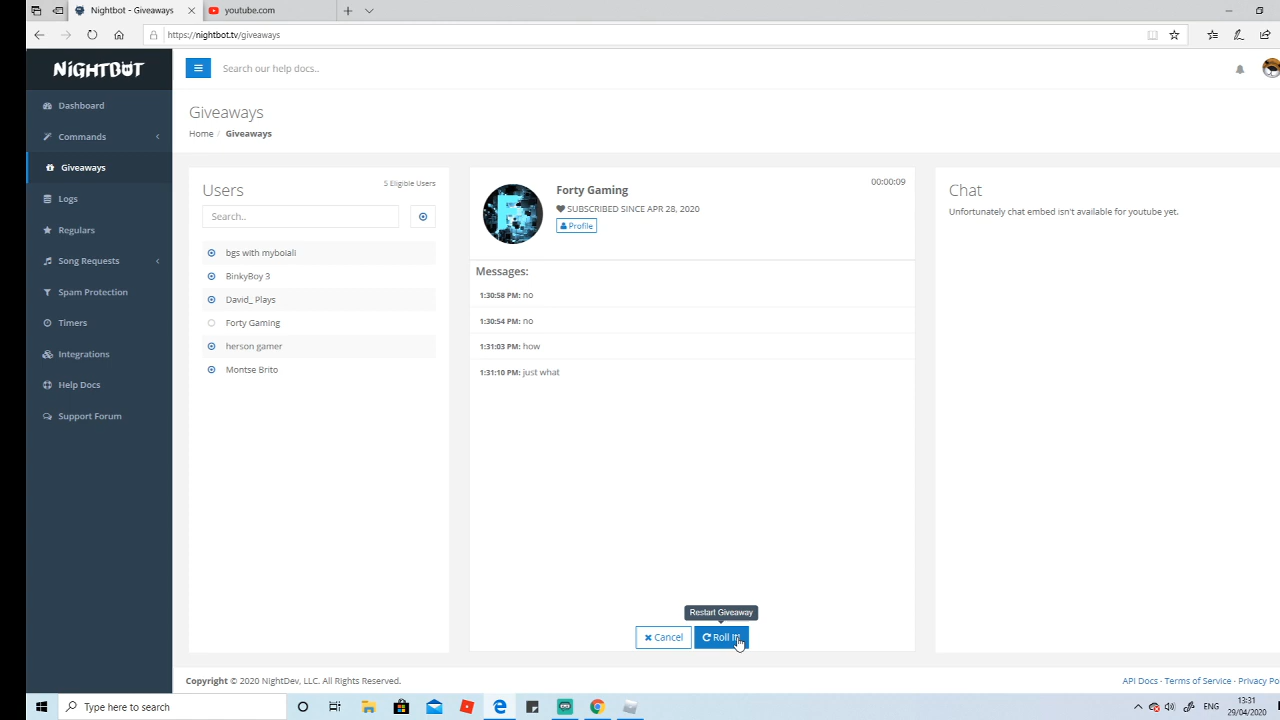 Nightbot - Giveaways
youtube.com
https://nightbot.tv/giveaways
NIGHTBOT
Search our help docs..
Dashboard
Commands
Giveaways
Logs
Regulars
Song Requests
Spam Protection
Timers
Integrations
Help Docs
Support Forum
Giveaways
Home / Giveaways
Users
5 Eligible Users
Search..
bgs with myboiali
BinkyBoy 3
David_ Plays
Forty Gaming
herson gamer
Montse Brito
Forty Gaming
00:00:09
SUBSCRIBED SINCE APR 28, 2020
Profile
Messages:
1:30:58 PM: no
1:30:54 PM: no
1:31:03 PM: how
1:31:10 PM: just what
Restart Giveaway
Cancel
Roll It!
Chat
Unfortunately chat embed isn't available for youtube yet.
Copyright © 2020 NightDev, LLC. All Rights Reserved.
API Docs - Terms of Service - Privacy Po
Type here to search
ENG
13:31
29/04/2020